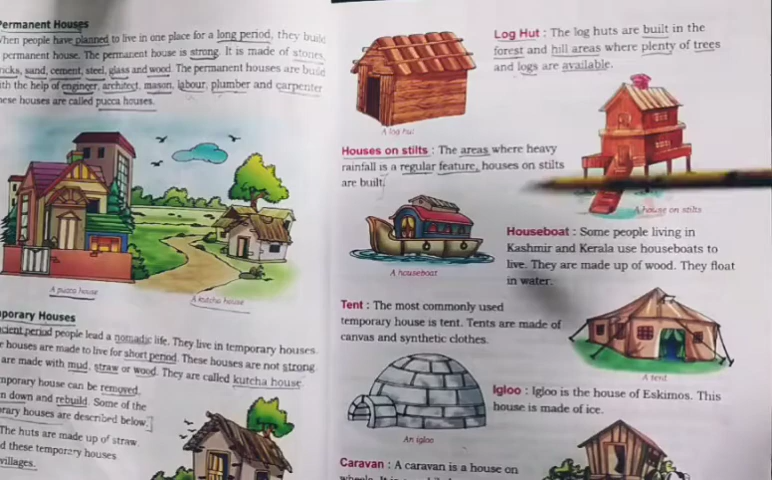 Permanent Houses
When people have planned to live in one place for a long period, they build
permanent house. The permanent house is strong. It is made of stones,
bricks, sand, cement, steel, glass and wood. The permanent houses are build
with the help of engineer, architect, mason, labour, plumber and carpenter
These houses are called pucca houses.
A pucca house
A kutcha house
Temporary Houses
ancient period people lead a nomadic life. They live in temporary houses.
houses are made to live for short period. These houses are not strong.
are made with mud, straw or wood. They are called kutcha house.
temporary house can be removed,
down and rebuild. Some of the
temporary houses are described below.
The huts are made up of straw
these temporary houses
villages.
Log Hut : The log huts are built in the
forest and hill areas where plenty of trees
and logs are available.
A log hut
Houses on stilts : The areas where heavy
rainfall is a regular feature, houses on stilts
are built.
A house on stilts
Houseboat : Some people living in
Kashmir and Kerala use houseboats to
live. They are made up of wood. They float
in water.
A houseboat
Tent : The most commonly used
temporary house is tent. Tents are made of
canvas and synthetic clothes.
A tent
Igloo : Igloo is the house of Eskimos. This
house is made of ice.
An igloo
Caravan : A caravan is a house on